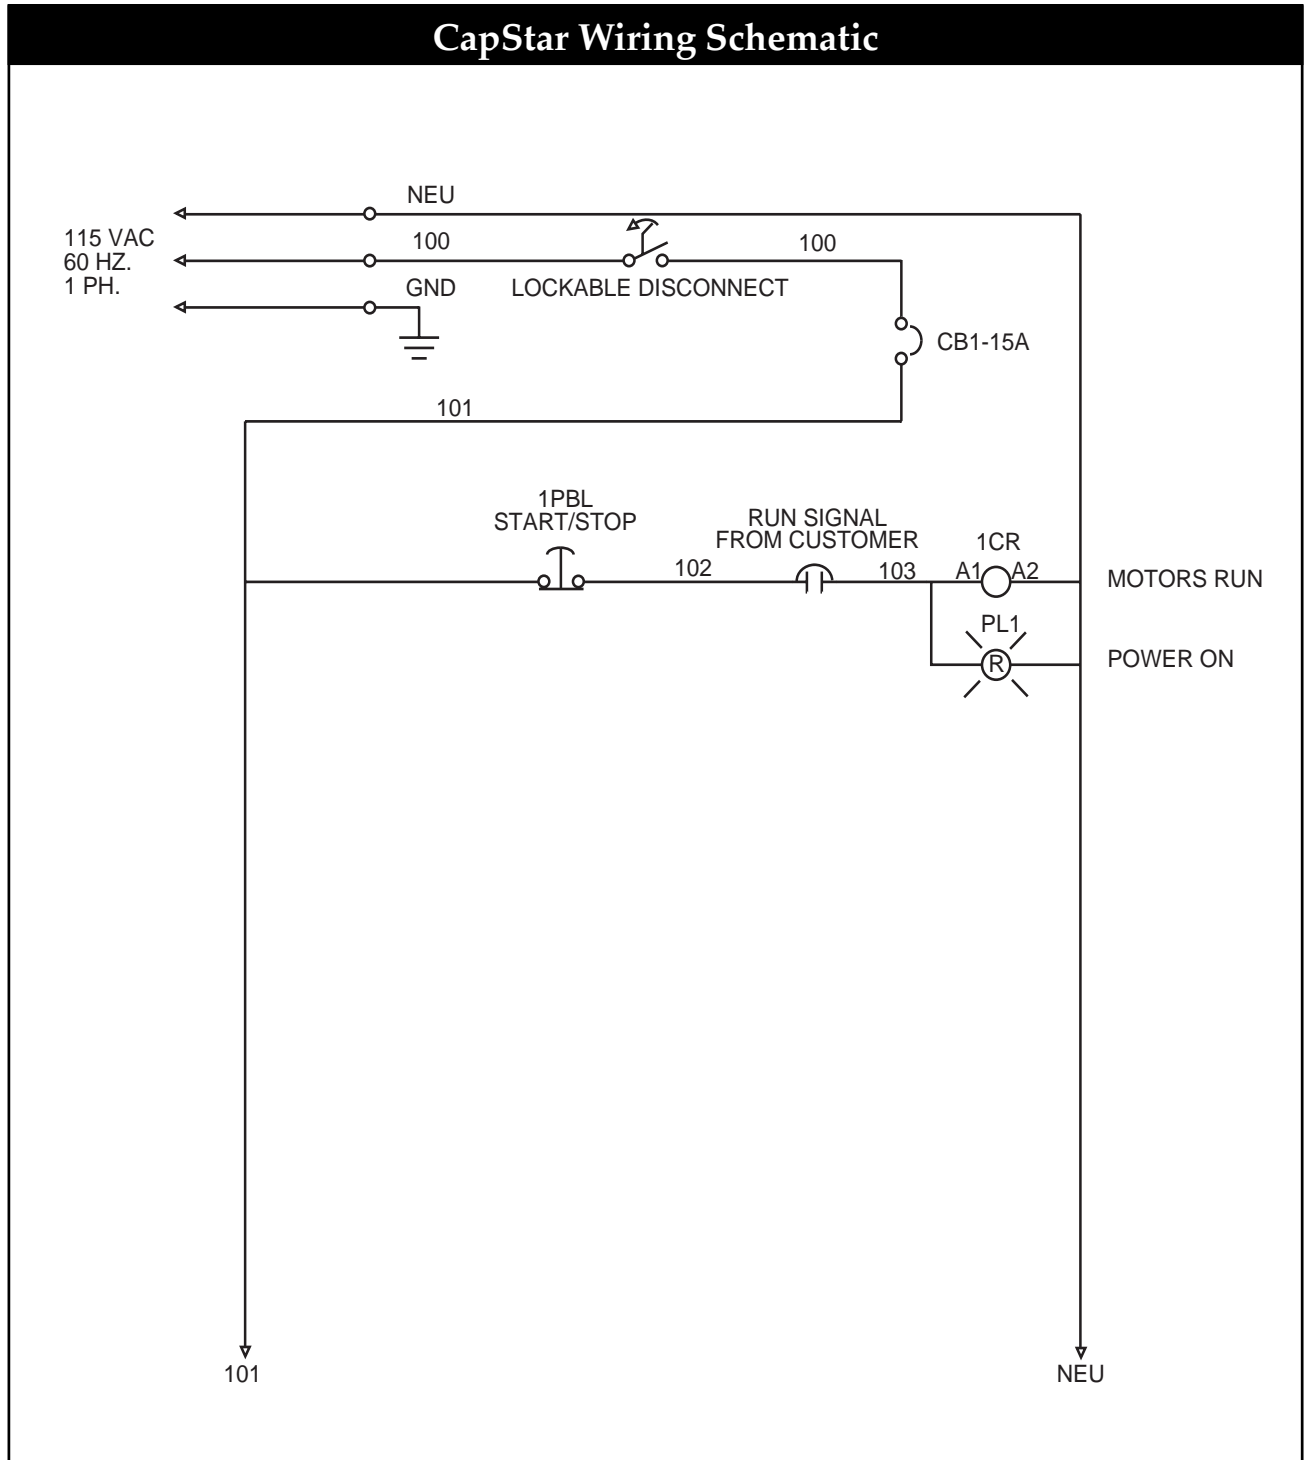 CapStar Wiring Schematic
NEU
115 VAC
60 HZ.
1 PH.
100
100
GND
LOCKABLE DISCONNECT
CB1-15A
101
1PBL
START/STOP
RUN SIGNAL
FROM CUSTOMER
1CR
102
103
A1
A2
MOTORS RUN
PL1
R
POWER ON
101
NEU